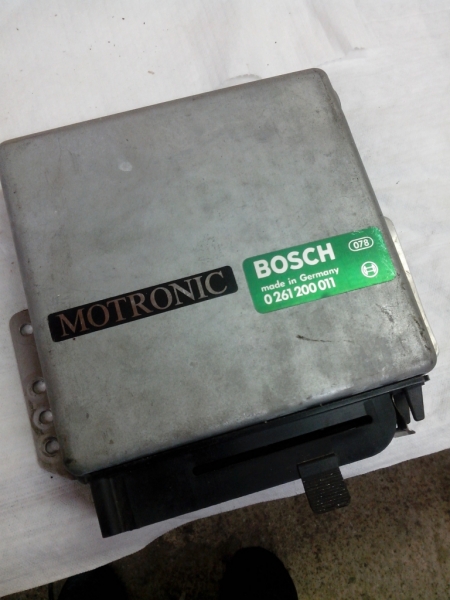 MOTRONIC
BOSCH 078
made in Germany
0 261 200 011